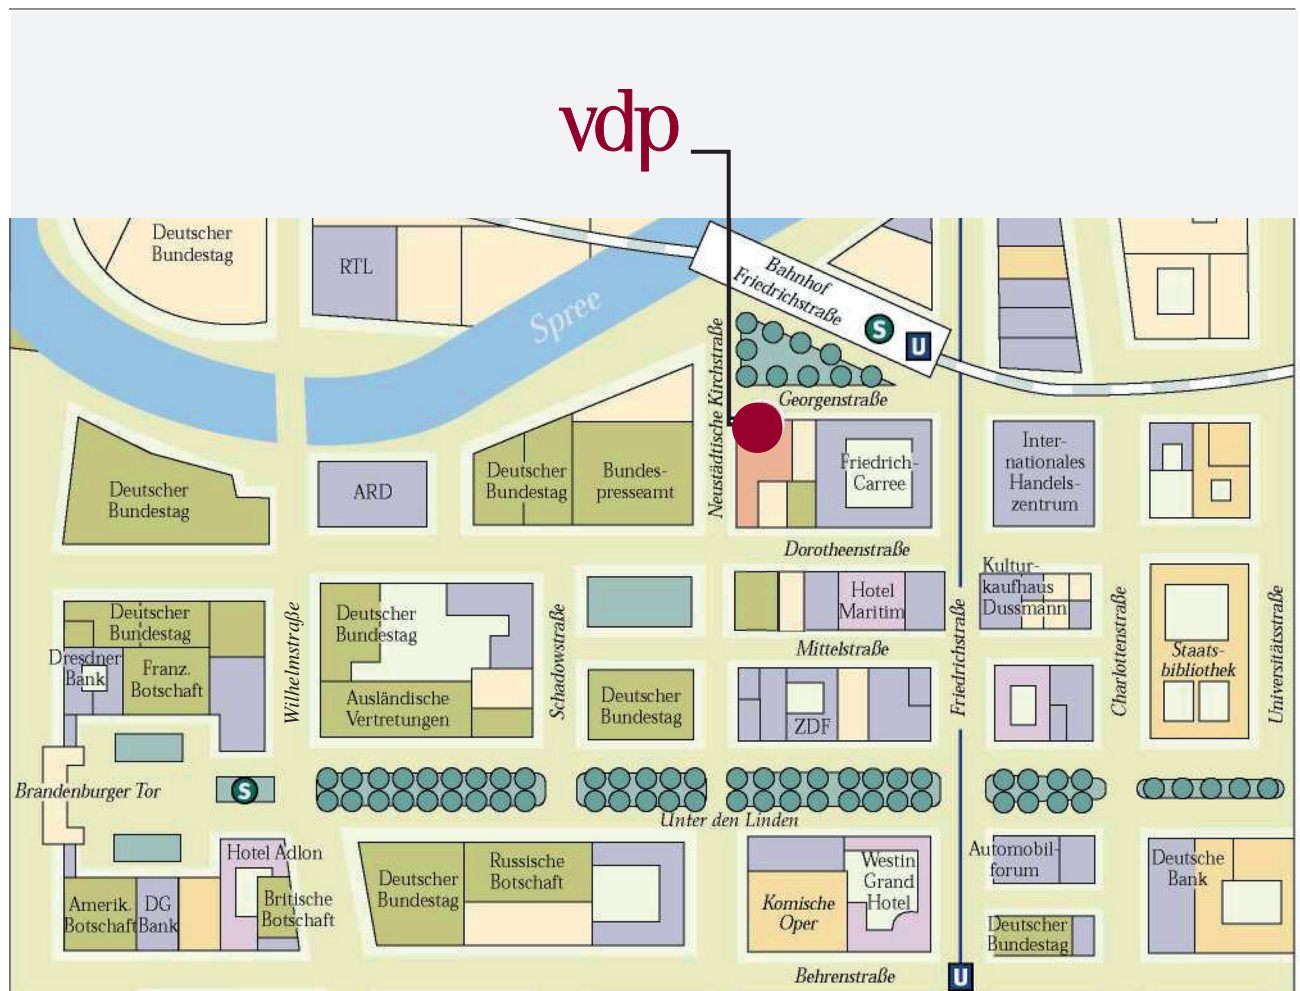 vdp
Deutscher
Bundestag
RTL
Spree
Bahnhof
Friedrichstraße
S
U
Neustädtische Kirchstraße
Georgenstraße
Deutscher
Bundestag
ARD
Deutscher
Bundestag
Bundes-
presseamt
Friedrich-
Carree
Inter-
nationales
Handels-
zentrum
Dorotheenstraße
Deutscher
Bundestag
Dresdner
Bank
Franz.
Botschaft
Wilhelmstraße
Deutscher
Bundestag
Ausländische
Vertretungen
Schadowstraße
Deutscher
Bundestag
Hotel
Maritim
Mittelstraße
ZDF
Friedrichstraße
Kultur-
kaufhaus
Dussmann
Charlottenstraße
Staats-
bibliothek
Universitätsstraße
Brandenburger Tor
S
Unter den Linden
Hotel Adlon
Amerik.
Botschaft
DG
Bank
Britische
Botschaft
Deutscher
Bundestag
Russische
Botschaft
Komische
Oper
Westin
Grand
Hotel
Automobil-
forum
Deutscher
Bundestag
Deutsche
Bank
Behrenstraße
U